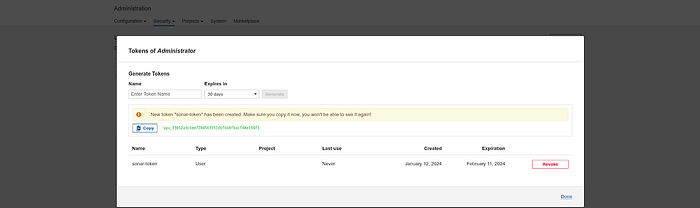 Administration
Configuration Security Projects System Marketplace
Tokens of Administrator
Generate Tokens
Name Expires in
Enter Token Name 30 days Generate
New token "sonar-token" has been created. Make sure you copy it now, you won't be able to see it again!
Copy
Name Type Project Last use Created Expiration
sonar-token User Never January 12, 2024 February 11, 2024 Revoke
Done